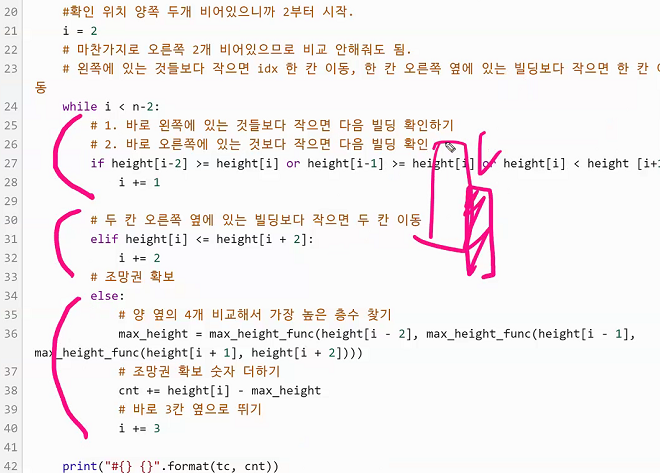 20 #확인 위치 양쪽 두개 비어있으니까 2부터 시작.
21 i = 2
22 # 마찬가지로 오른쪽 2개 비어있으므로 비교 안해줘도 됨.
23 # 왼쪽에 있는 것들보다 작으면 idx 한 칸 이동, 한 칸 오른쪽 옆에 있는 빌딩보다 작으면 한 칸 이
동
24 while i < n-2:
25 # 1. 바로 왼쪽에 있는 것들보다 작으면 다음 빌딩 확인하기
26 # 2. 바로 오른쪽에 있는 것보다 작으면 다음 빌딩 확인
27 if height[i-2] >= height[i] or height[i-1] >= height[i] or height[i] < height [i+1
28 i += 1
29
30 # 두 칸 오른쪽 옆에 있는 빌딩보다 작으면 두 칸 이동
31 elif height[i] <= height[i + 2]:
32 i += 2
33 # 조망권 확보
34 else:
35 # 양 옆의 4개 비교해서 가장 높은 층수 찾기
36 max_height = max_height_func(height[i - 2], max_height_func(height[i - 1],
max_height_func(height[i + 1], height[i + 2])))
37 # 조망권 확보 숫자 더하기
38 cnt += height[i] - max_height
39 # 바로 3칸 옆으로 뛰기
40 i += 3
41
42 print("#{} {}".format(tc, cnt))